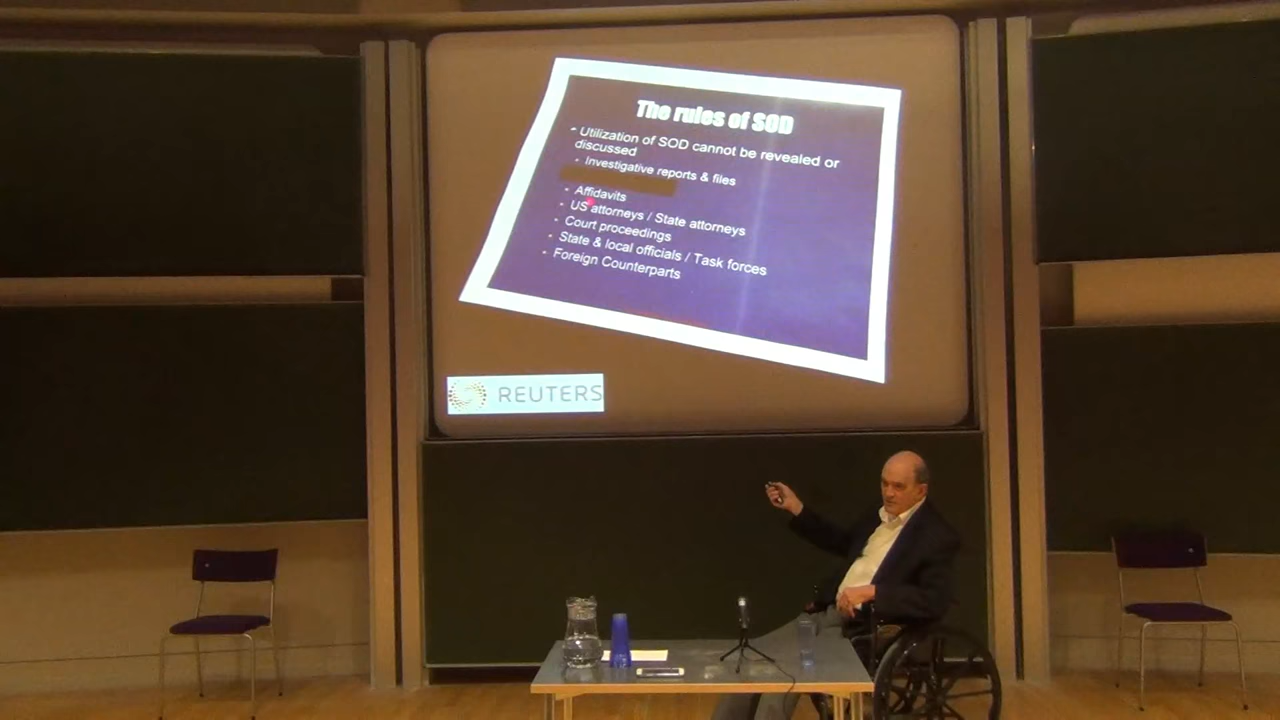 The rules of SOD
Utilization of SOD cannot be revealed or
discussed
Investigative reports & files
Affidavits
US attorneys / State attorneys
Court proceedings
State & local officials / Task forces
Foreign Counterparts
REUTERS